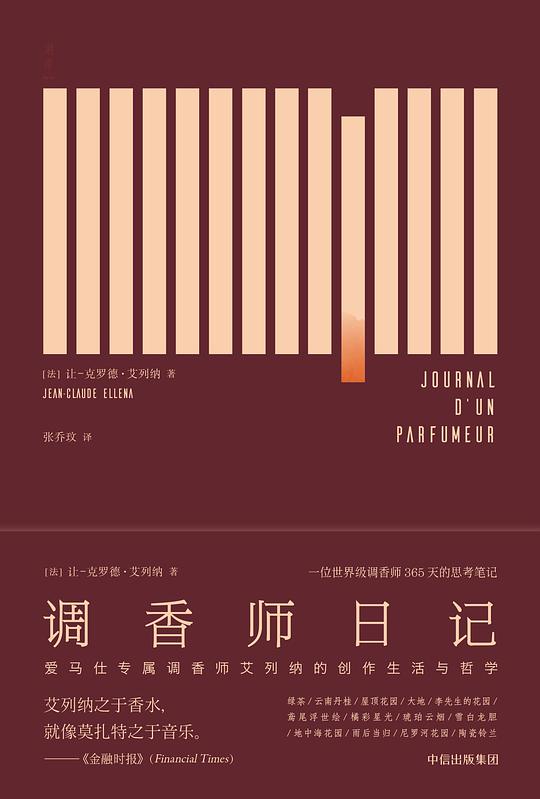 [法] 让-克罗德·艾列纳 著
JEAN-CLAUDE ELLENA
张乔玟 译
JOURNAL
D'UN
PARFUMEUR
[法] 让-克罗德·艾列纳 著
一位世界级调香师 365 天的思考笔记
调香师日记
爱马仕专属调香师艾列纳的创作生活与哲学
艾列纳之于香水，
就像莫扎特之于音乐。
——《金融时报》（Financial Times）
绿茶/云南丹桂/屋顶花园/大地/李先生的花园/
鸢尾浮世绘/橘彩星光/琥珀云烟/雪白龙胆
/地中海花园/雨后当归/尼罗河花园/陶瓷铃兰
中信出版集团